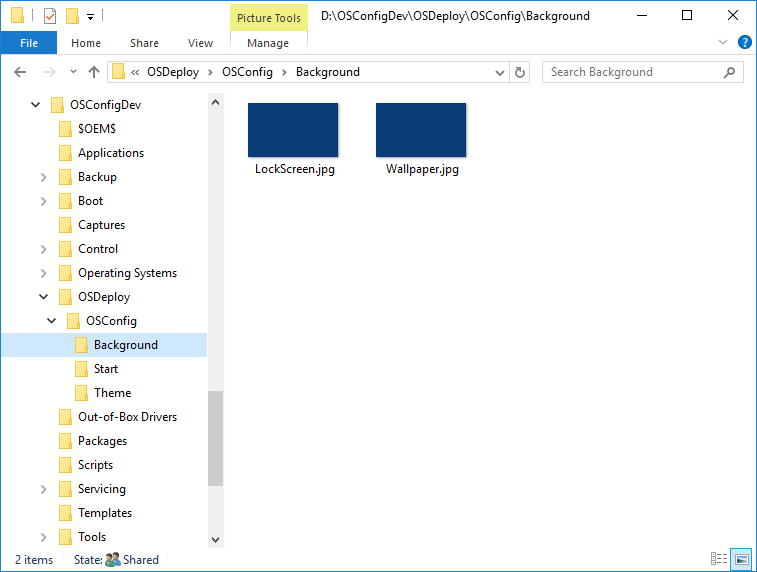 Picture Tools
D:\OSConfigDev\OSDeploy\OSConfig\Background
File
Home
Share
View
Manage
?
« OSDeploy > OSConfig > Background
Search Background
OSConfigDev
$OEM$
Applications
Backup
Boot
Captures
Control
Operating Systems
OSDeploy
OSConfig
Background
Start
Theme
Out-of-Box Drivers
Packages
Scripts
Servicing
Templates
Tools
LockScreen.jpg
Wallpaper.jpg
2 items
State: Shared